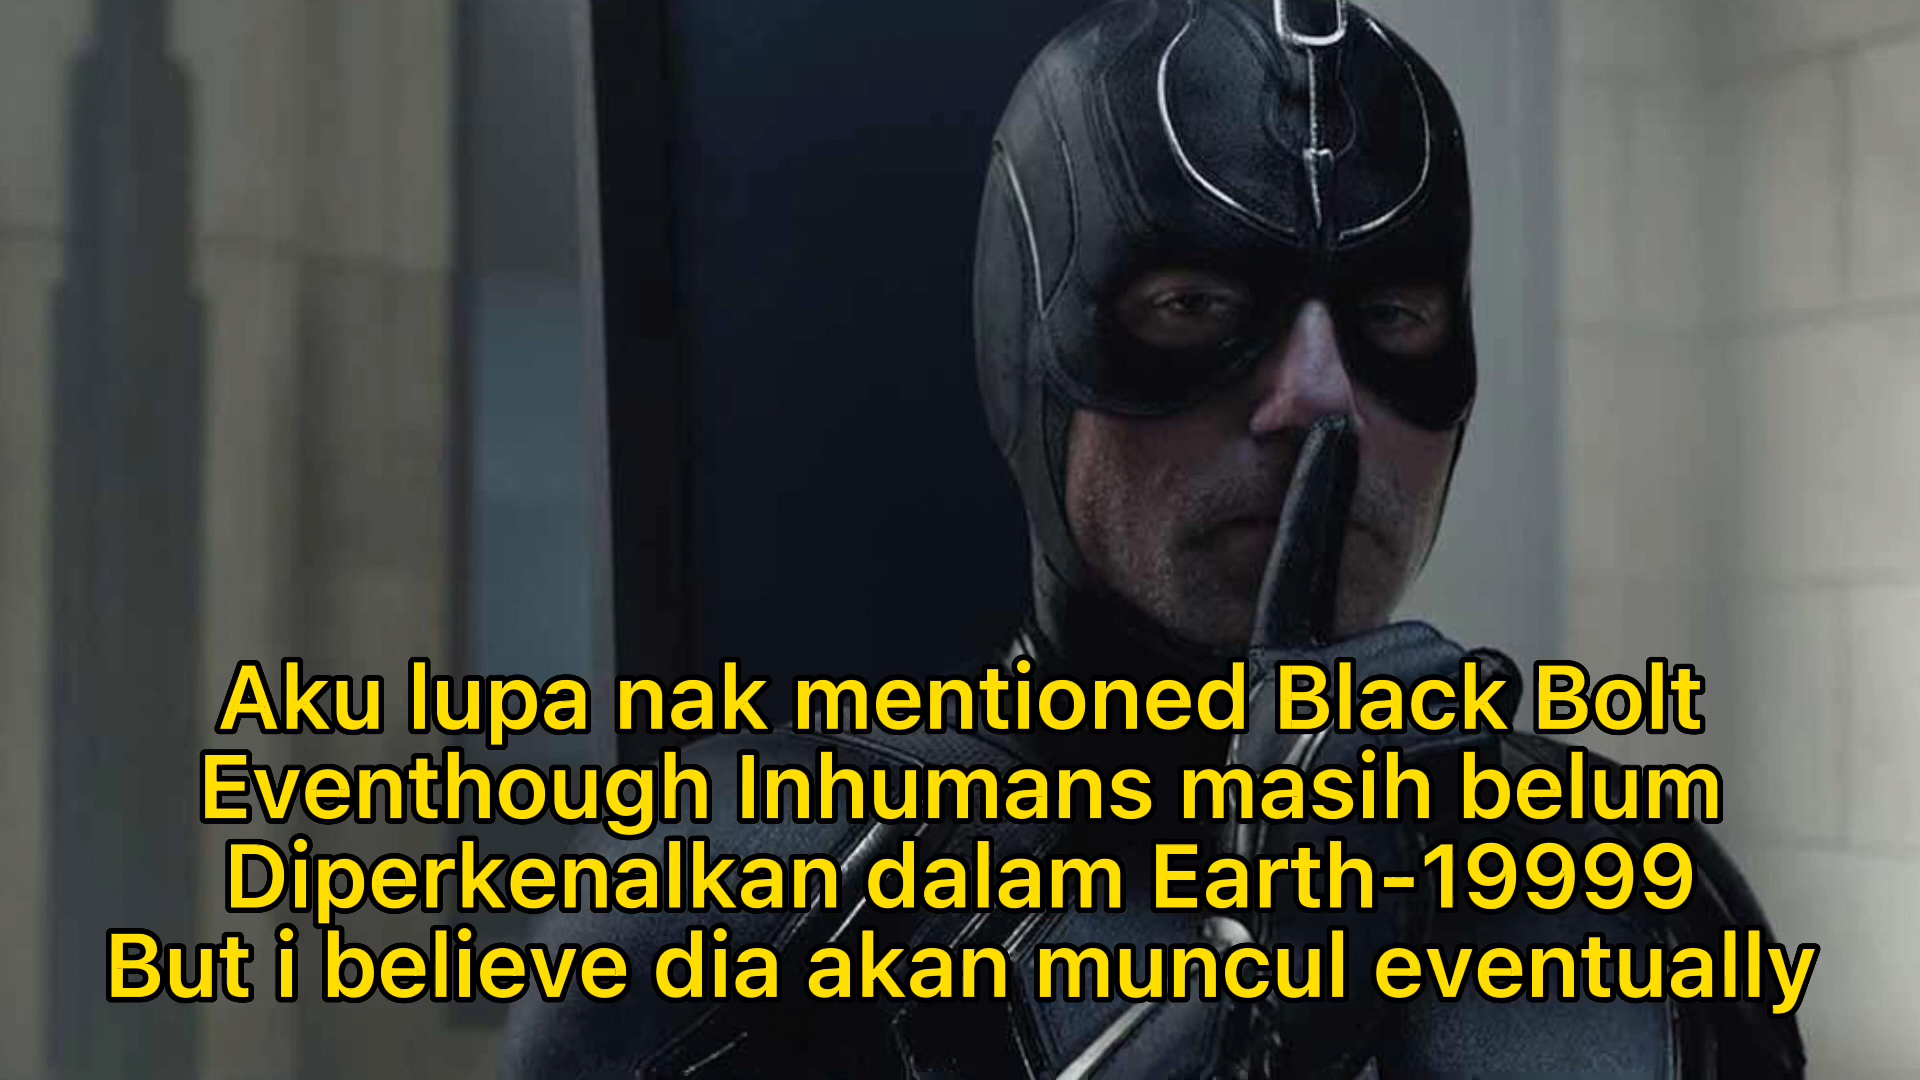 Aku lupa nak mentioned Black Bolt
Eventhough Inhumans masih belum
Diperkenalkan dalam Earth-19999
But i believe dia akan muncul eventually